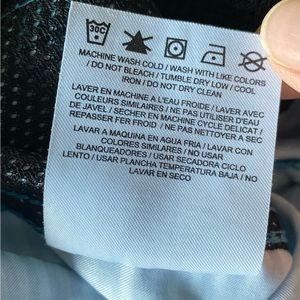 30C
MACHINE WASH COLD / WASH WITH LIKE COLORS
/ DO NOT BLEACH / TUMBLE DRY LOW / COOL
IRON / DO NOT DRY CLEAN
LAVER EN MACHINE À L'EAU FROIDE / LAVER AVEC
COULEURS SIMILAIRES / NE PAS UTILISER D'EAU
DE JAVEL / SECHER EN MACHINE CYCLE DELICAT /
REPASSER FER FROID / NE PAS NETTOYER A SEC
LAVAR A MAQUINA EN AGUA FRIA / LAVAR CON
COLORES SIMILARES / NO USAR
BLANQUEADORES / USAR SECADORA CICLO
LENTO / USAR PLANCHA TEMPERATURA BAJA / NO
LAVAR EN SECO